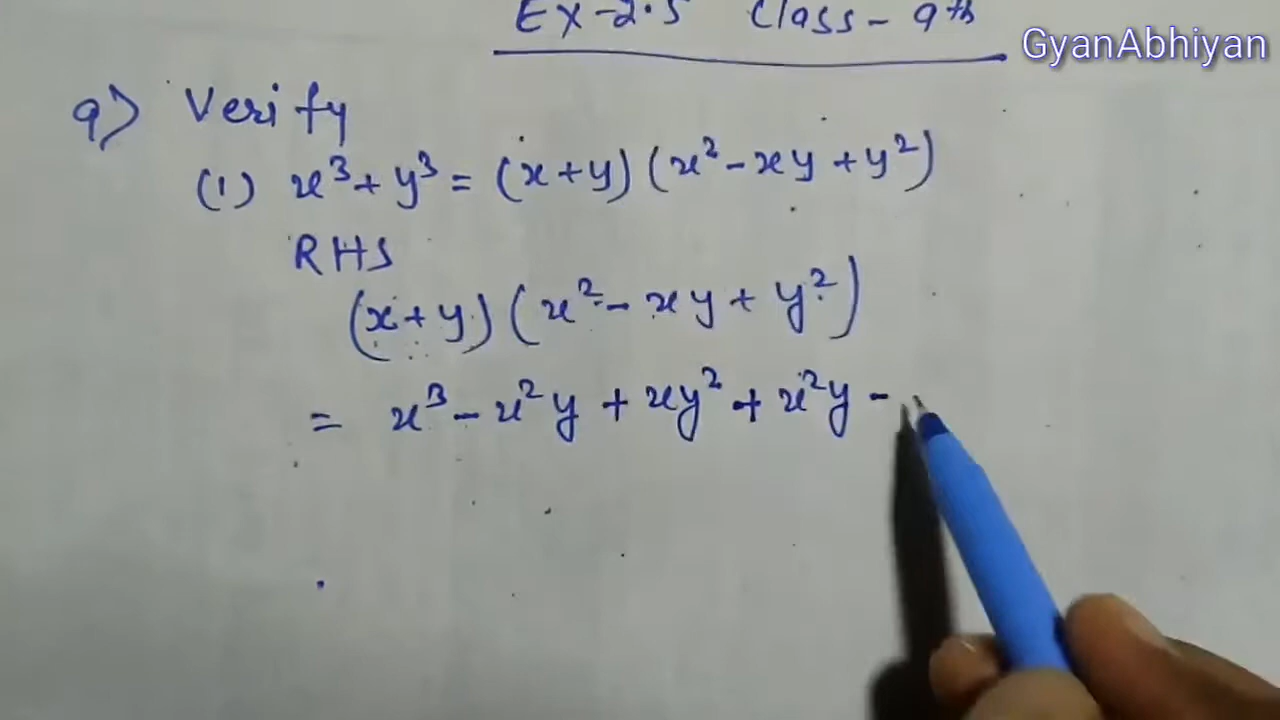 Ex-2.5 Class-9th
GyanAbhiyan
9) Verify
(1) x³+y³=(x+y)(x²-xy+y²)
RHS
(x+y)(x²-xy+y²)
= x³-x²y+xy²+x²y-